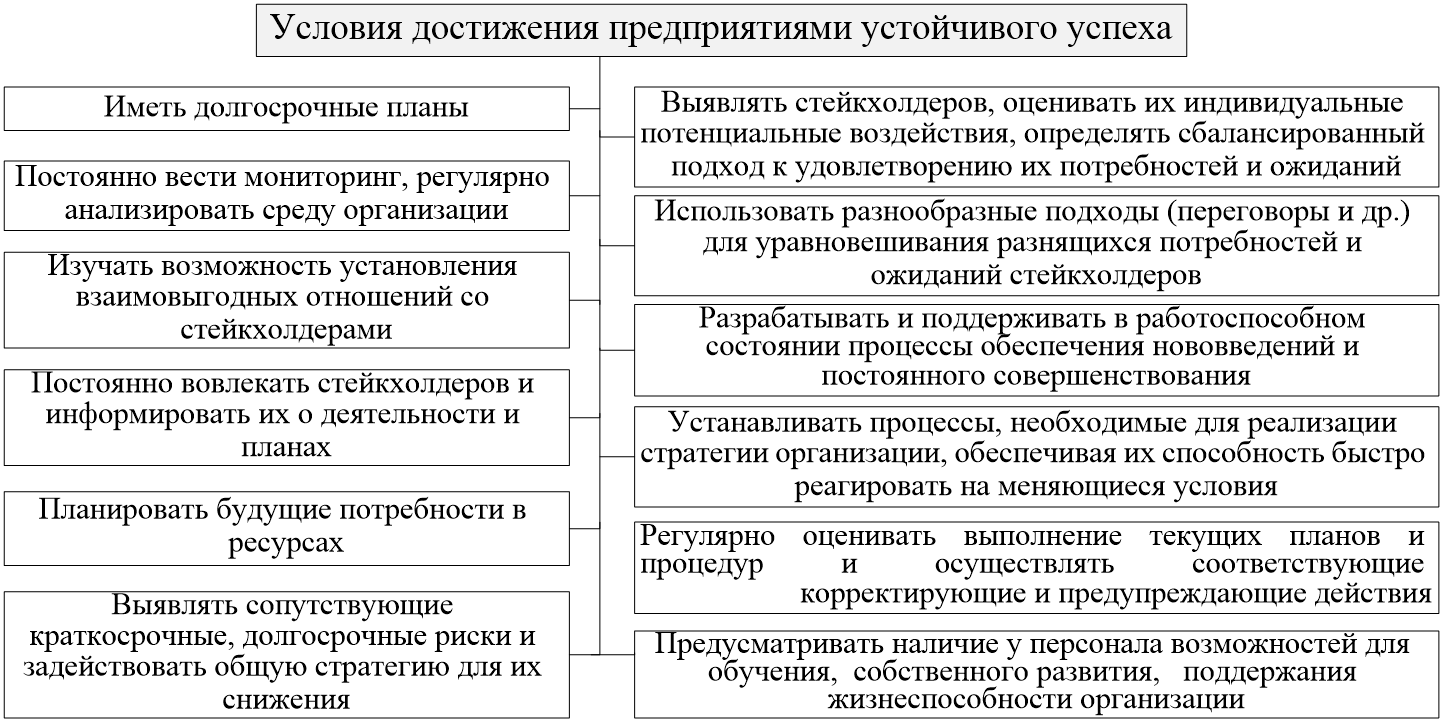 Условия достижения предприятиями устойчивого успеха
Иметь долгосрочные планы
Постоянно вести мониторинг, регулярно
анализировать среду организации
Изучать возможность установления
взаимовыгодных отношений со
стейкхолдерами
Постоянно вовлекать стейкхолдеров и
информировать их о деятельности и
планах
Планировать будущие потребности в
ресурсах
Выявлять сопутствующие
краткосрочные, долгосрочные риски и
задействовать общую стратегию для их
снижения
Выявлять стейкхолдеров, оценивать их индивидуальные
потенциальные воздействия, определять сбалансированный
подход к удовлетворению их потребностей и ожиданий
Использовать разнообразные подходы (переговоры и др.)
для уравновешивания разнящихся потребностей и
ожиданий стейкхолдеров
Разрабатывать и поддерживать в работоспособном
состоянии процессы обеспечения нововведений и
постоянного совершенствования
Устанавливать процессы, необходимые для реализации
стратегии организации, обеспечивая их способность быстро
реагировать на меняющиеся условия
Регулярно оценивать выполнение текущих планов и
процедур и осуществлять соответствующие
корректирующие и предупреждающие действия
Предусматривать наличие у персонала возможностей для
обучения, собственного развития, поддержания
жизнеспособности организации